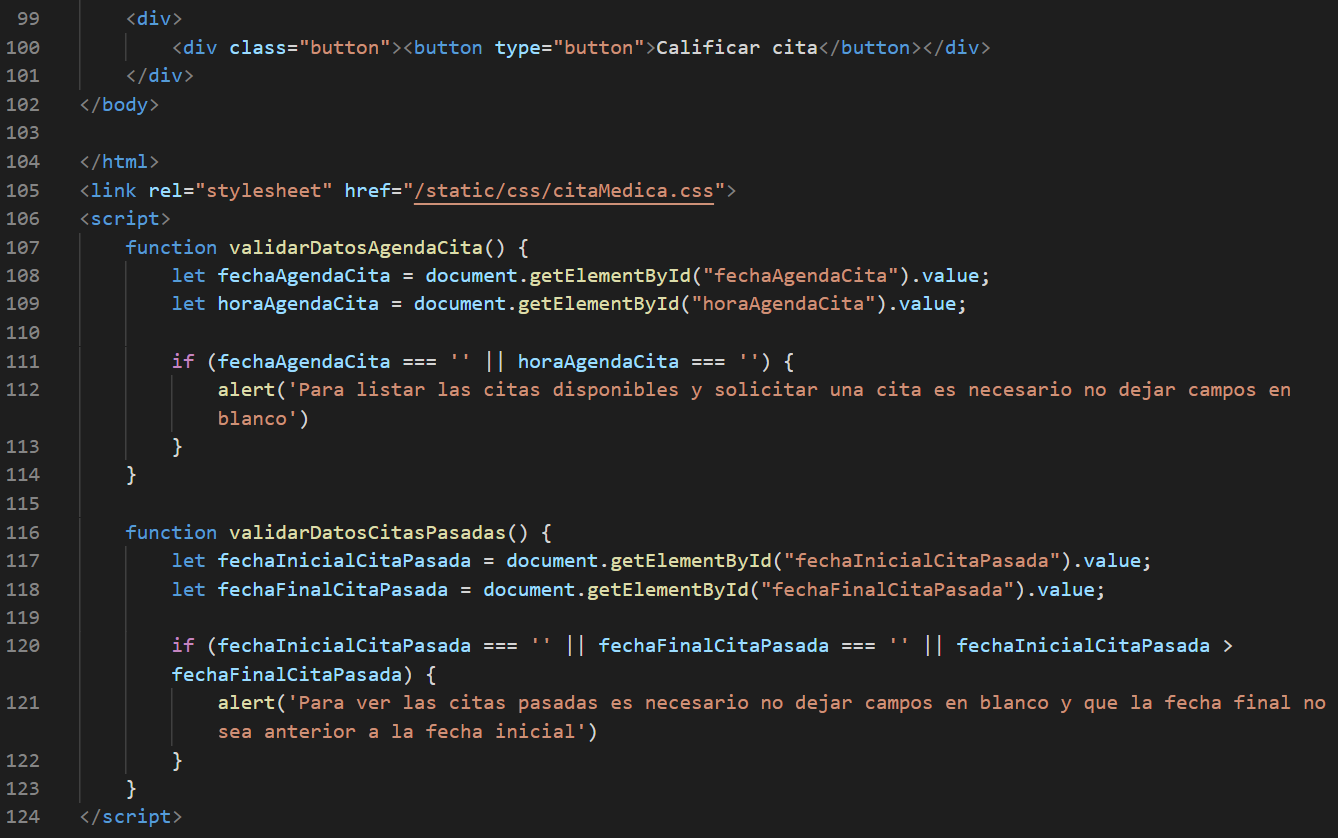 99 <div>
100 <div class="button"><button type="button">Calificar cita</button></div>
101 </div>
102 </body>
103
104 </html>
105 <link rel="stylesheet" href="/static/css/citaMedica.css">
106 <script>
107 function validarDatosAgendaCita() {
108 let fechaAgendaCita = document.getElementById("fechaAgendaCita").value;
109 let horaAgendaCita = document.getElementById("horaAgendaCita").value;
110
111 if (fechaAgendaCita === '' || horaAgendaCita === '') {
112 alert('Para listar las citas disponibles y solicitar una cita es necesario no dejar campos en
blanco')
113 }
114 }
115
116 function validarDatosCitasPasadas() {
117 let fechaInicialCitaPasada = document.getElementById("fechaInicialCitaPasada").value;
118 let fechaFinalCitaPasada = document.getElementById("fechaFinalCitaPasada").value;
119
120 if (fechaInicialCitaPasada === '' || fechaFinalCitaPasada === '' || fechaInicialCitaPasada >
fechaFinalCitaPasada) {
121 alert('Para ver las citas pasadas es necesario no dejar campos en blanco y que la fecha final no
sea anterior a la fecha inicial')
122 }
123 }
124 </script>